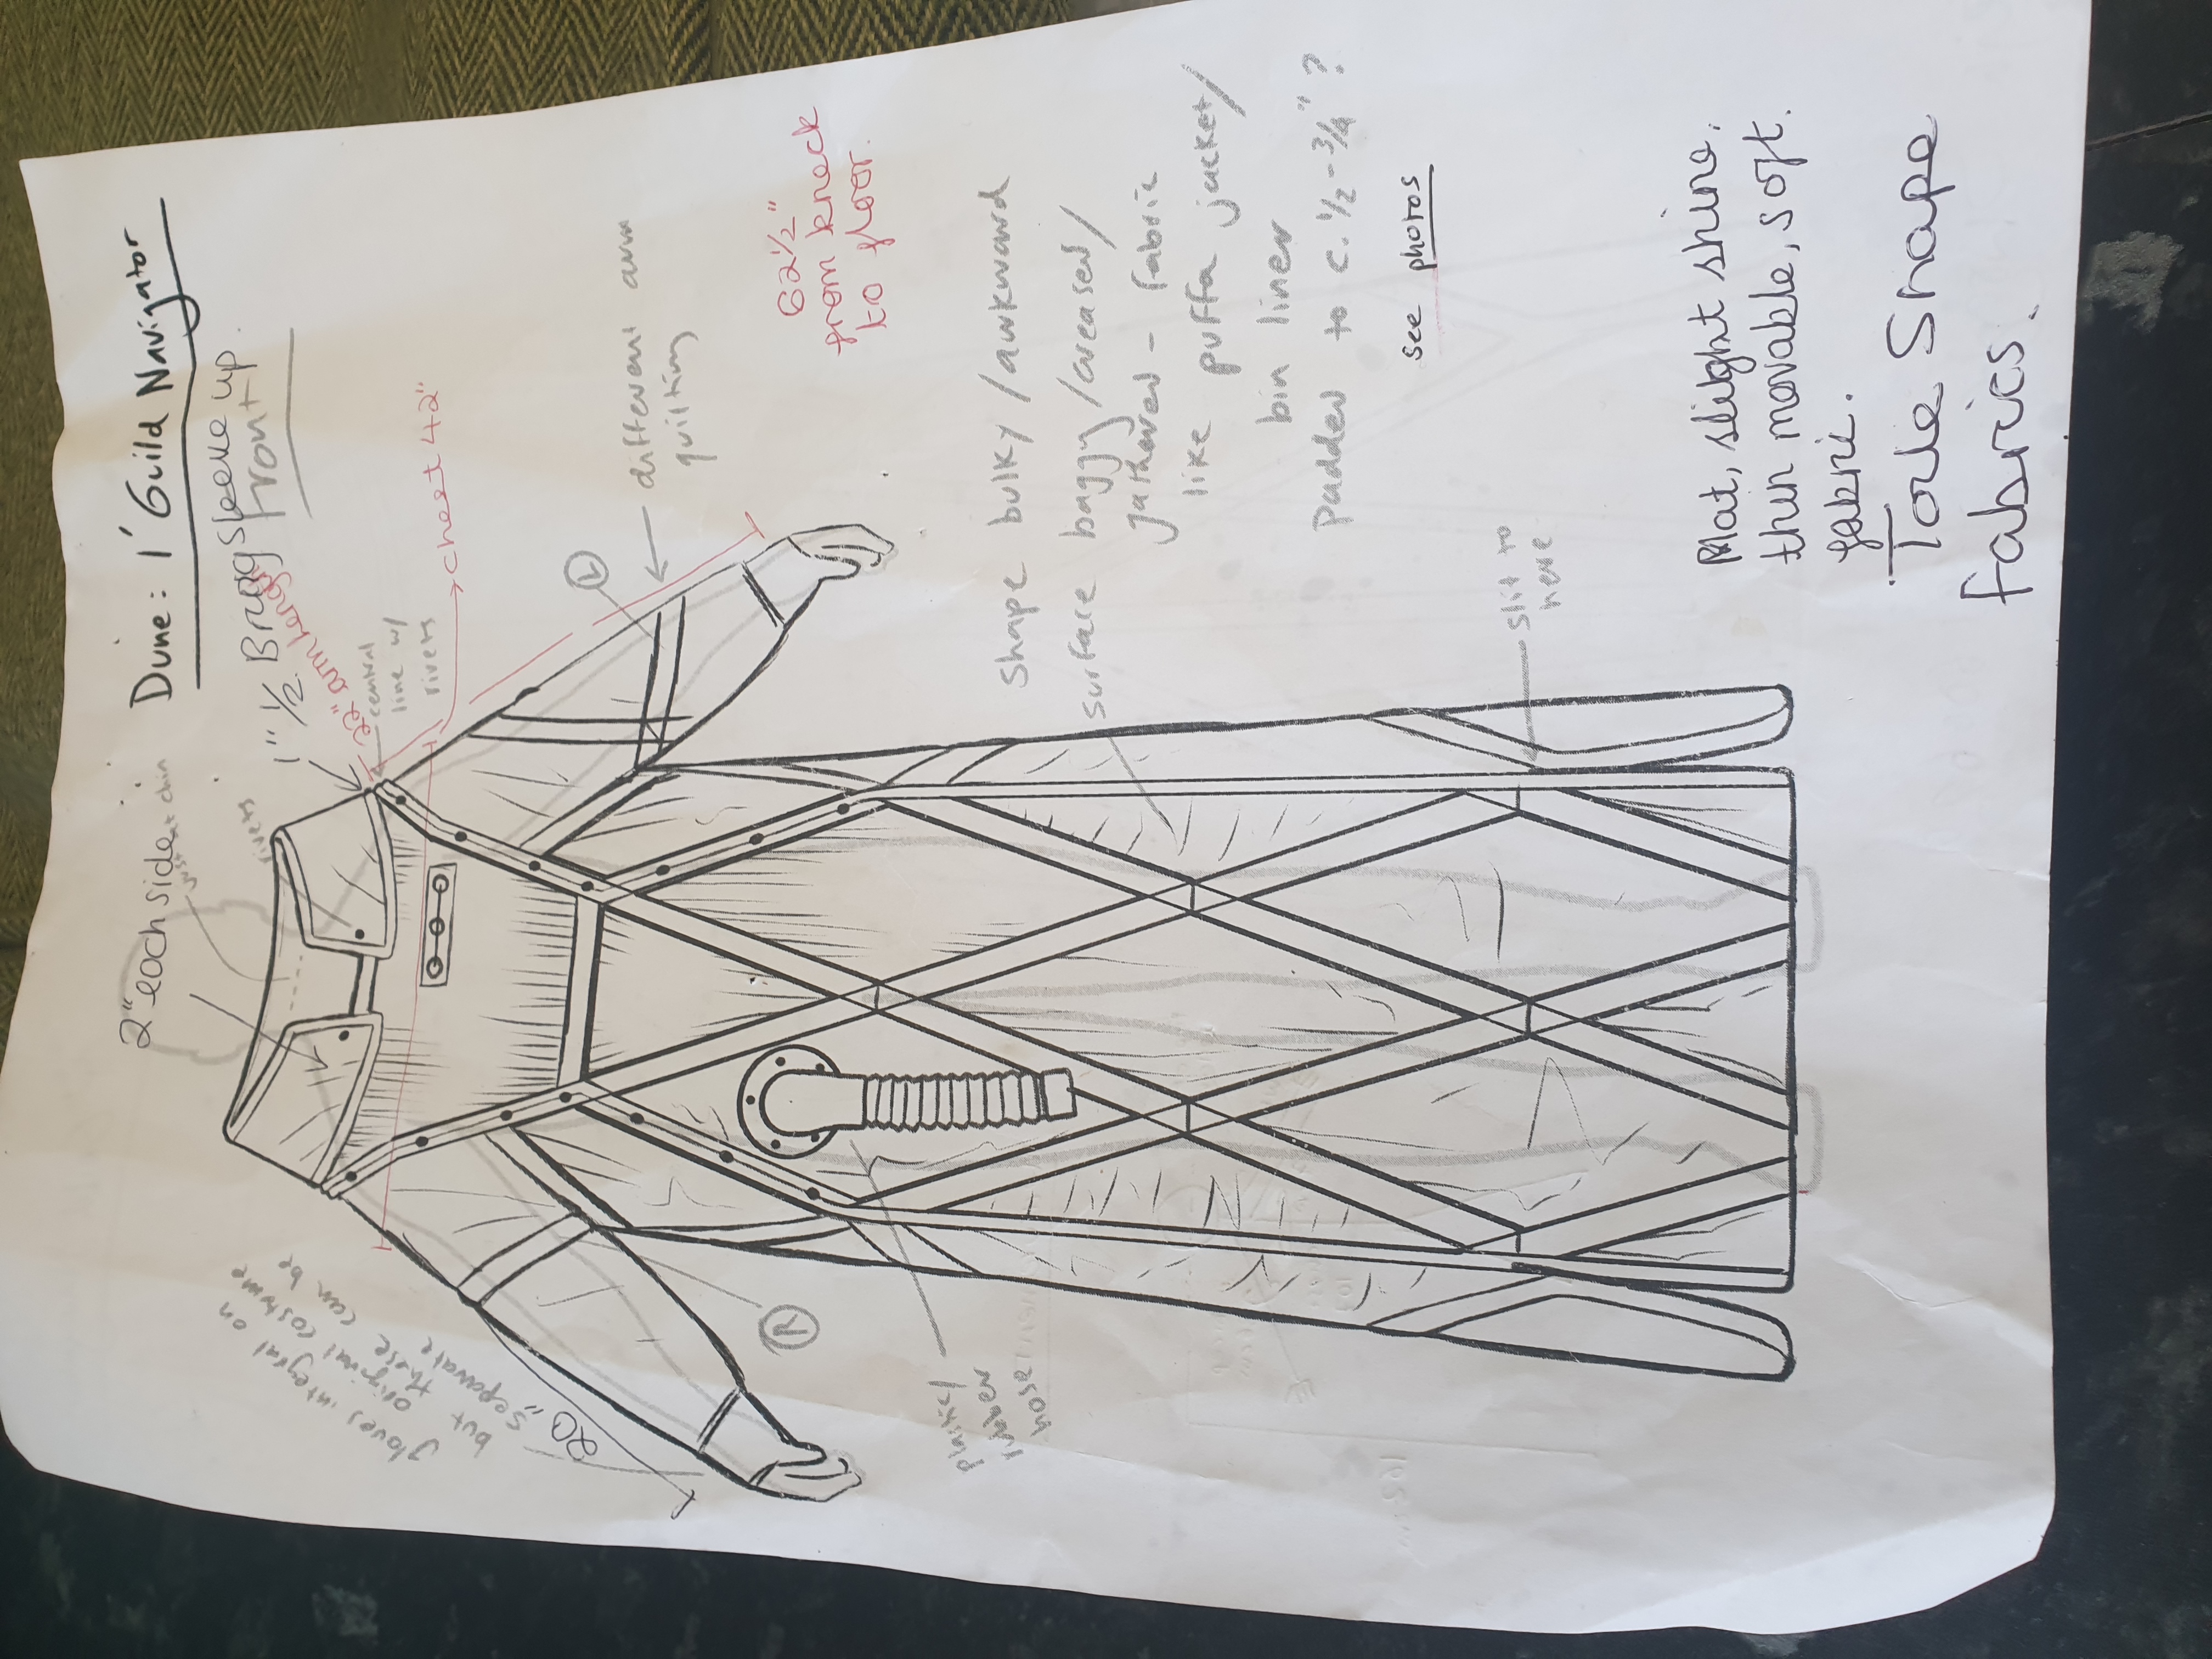 2" each side
just at chin
Dune: 1' Guild Navigator
rivets
1" 1/2 Bring sleeve up
Front
22" arm length
central
line w/
rivets
chest 42"
gloves integral on
original costume
but these can be
separate
20"
L
different arm
quilting
R
62½"
from kneck
to floor.
plastic/
rubber
hose
shape bulky/awkward
surface baggy/creased/
gathered - fabric
like puffa jacket/
bin liner
padded to c. ½-¾" ?
see photos
slit to
here
Mat, slight shine,
thin movable, soft.
fabric.
Toile Shape
fabrics.